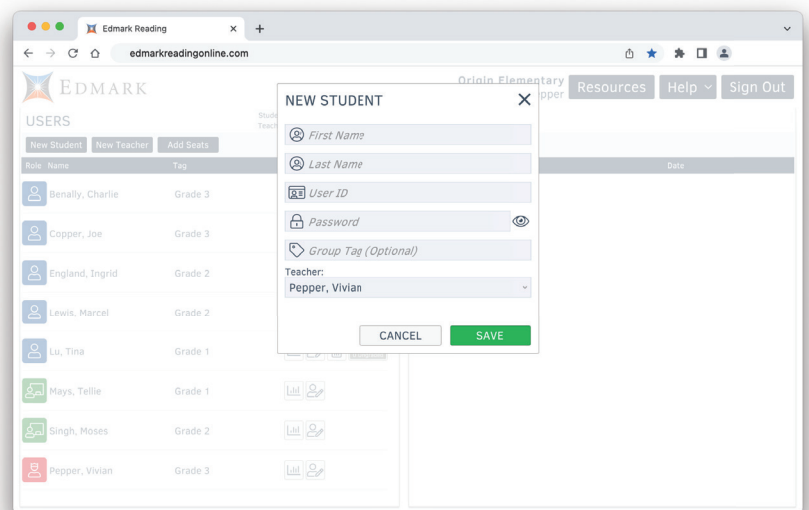 Edmark Reading
edmarkreadingonline.com
EDMARK
Origin Elementary
pepper
Resources
Help
Sign Out
USERS
New Student
New Teacher
Add Seats
Role Name
Tag
Date
Benally, Charlie
Grade 3
Copper, Joe
Grade 3
England, Ingrid
Grade 2
Lewis, Marcel
Grade 2
Lu, Tina
Grade 1
Mays, Tellie
Grade 1
Singh, Moses
Grade 2
Pepper, Vivian
Grade 3
NEW STUDENT
First Name
Last Name
User ID
Password
Group Tag (Optional)
Teacher:
Pepper, Vivian
CANCEL
SAVE